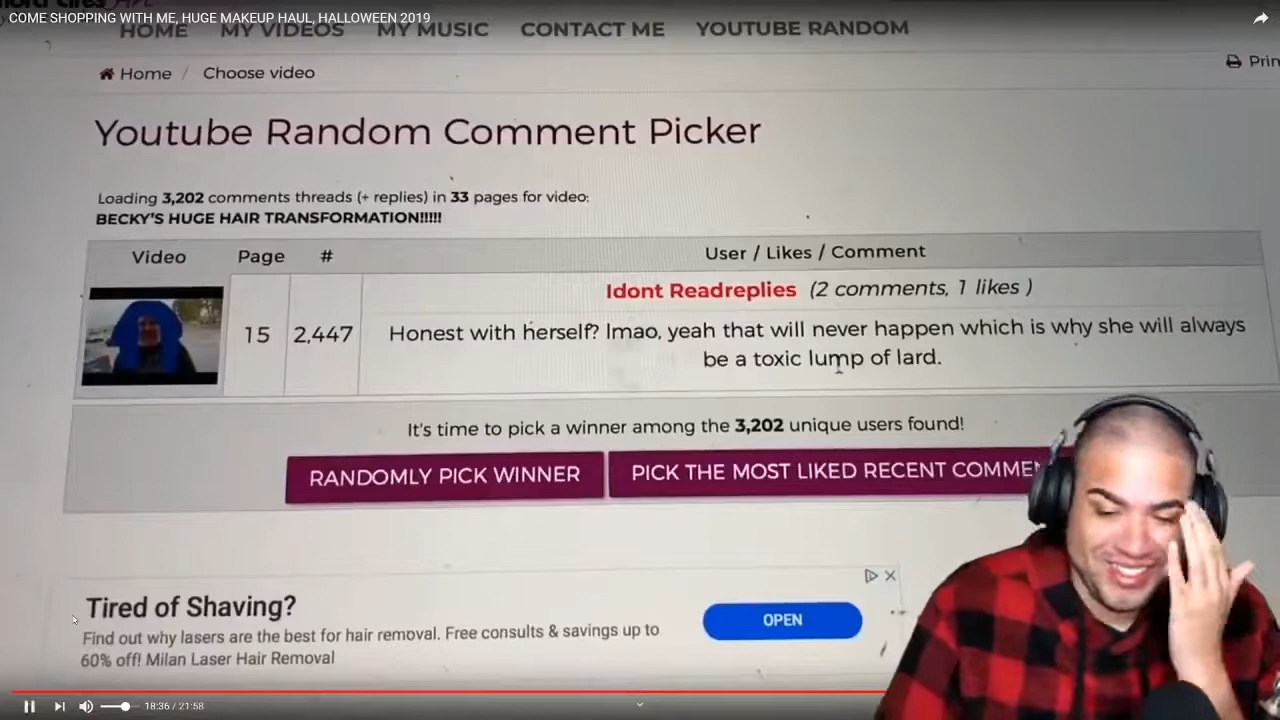 COME SHOPPING WITH ME, HUGE MAKEUP HAUL, HALLOWEEN 2019
HOME MY VIDEOS MY MUSIC CONTACT ME YOUTUBE RANDOM
Home / Choose video
Prin
Youtube Random Comment Picker
Loading 3,202 comments threads (+ replies) in 33 pages for video:
BECKY'S HUGE HAIR TRANSFORMATION!!!!!
Video Page # User / Likes / Comment
Idont Readreplies (2 comments, 1 likes )
15 2,447 Honest with herself? lmao, yeah that will never happen which is why she will always
be a toxic lump of lard.
It's time to pick a winner among the 3,202 unique users found!
RANDOMLY PICK WINNER PICK THE MOST LIKED RECENT COMMEN
Tired of Shaving?
Find out why lasers are the best for hair removal. Free consults & savings up to
60% off! Milan Laser Hair Removal
OPEN
18:36 / 21:58